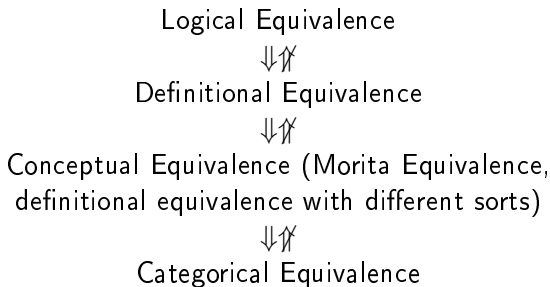 Logical Equivalence
⇓⇑̸
Definitional Equivalence
⇓⇑̸
Conceptual Equivalence (Morita Equivalence,
definitional equivalence with different sorts)
⇓⇑̸
Categorical Equivalence